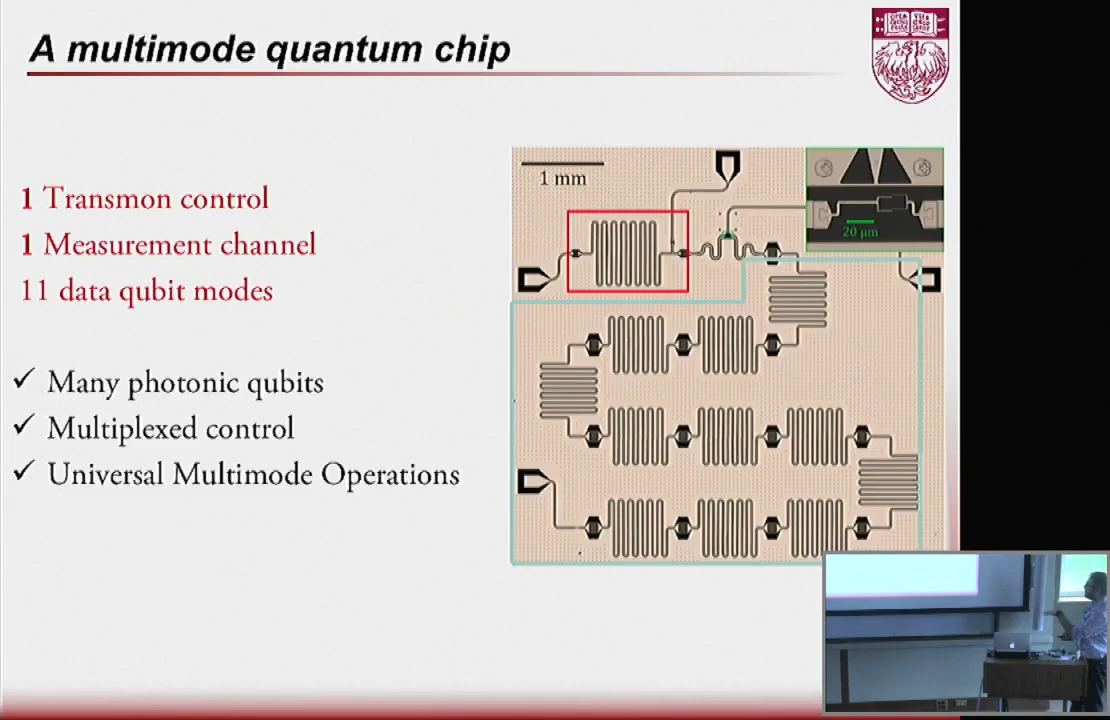 A multimode quantum chip
1 Transmon control
1 Measurement channel
11 data qubit modes
✓ Many photonic qubits
✓ Multiplexed control
✓ Universal Multimode Operations
1 mm
20 µm